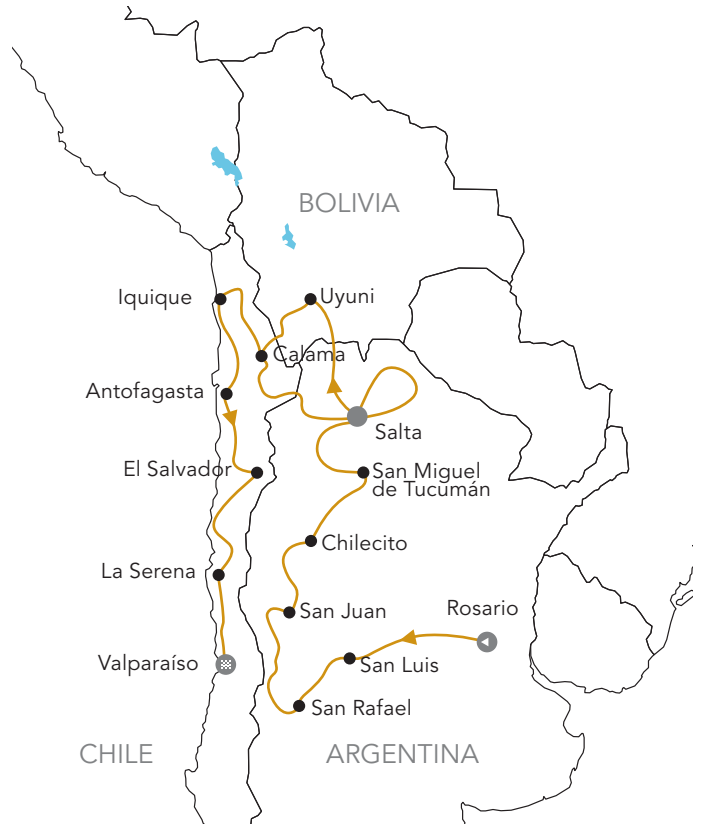 BOLIVIA
Iquique
Uyuni
Calama
Antofagasta
Salta
El Salvador
San Miguel
de Tucumán
Chilecito
La Serena
San Juan
Rosario
Valparaíso
San Luis
San Rafael
CHILE
ARGENTINA